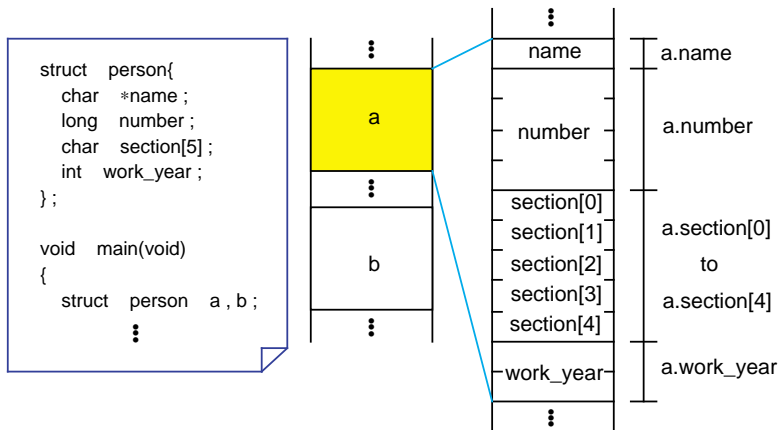 struct person{
char *name ;
long number ;
char section[5] ;
int work_year ;
} ;
void main(void)
{
struct person a , b ;
a
b
name
number
section[0]
section[1]
section[2]
section[3]
section[4]
work_year
a.name
a.number
a.section[0]
to
a.section[4]
a.work_year